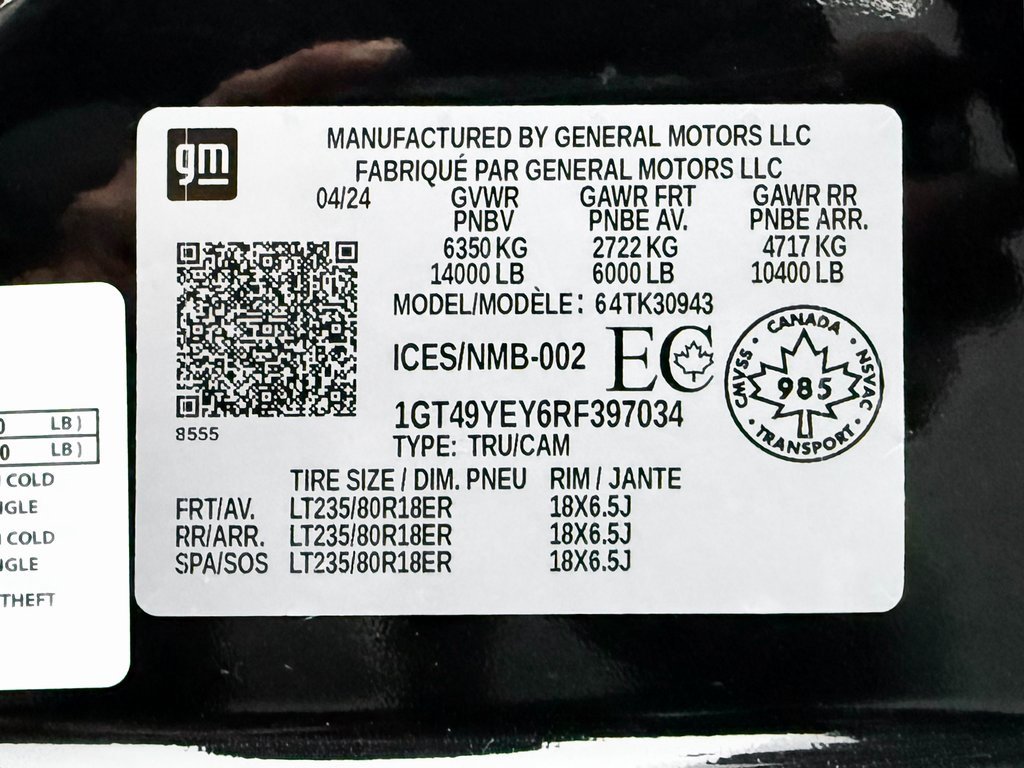 gm
MANUFACTURED BY GENERAL MOTORS LLC
FABRIQUÉ PAR GENERAL MOTORS LLC
04/24 GVWR GAWR FRT GAWR RR
PNBV PNBE AV. PNBE ARR.
6350 KG 2722 KG 4717 KG
14000 LB 6000 LB 10400 LB
MODEL/MODÈLE: 64TK30943
ICES/NMB-002 EC
CANADA
CMVSS 985 NSVAC
TRANSPORT
8555
1GT49YEY6RF397034
TYPE: TRU/CAM
TIRE SIZE / DIM. PNEU RIM / JANTE
FRT/AV. LT235/80R18ER 18X6.5J
RR/ARR. LT235/80R18ER 18X6.5J
SPA/SOS LT235/80R18ER 18X6.5J
0 LB)
0 LB)
COLD
COLD
THEFT